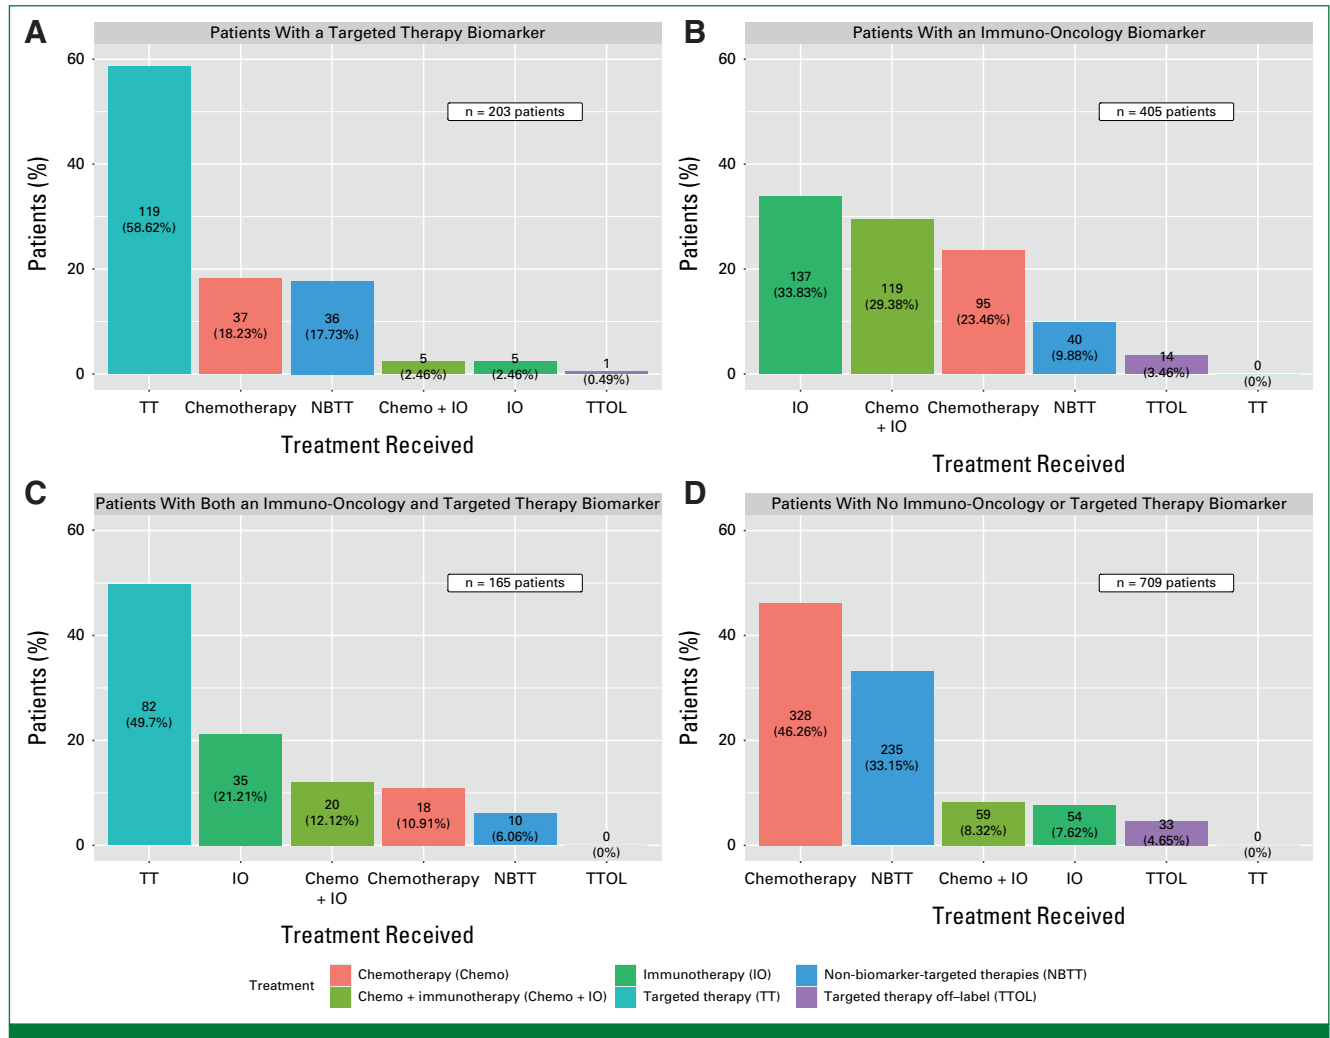 A
Patients With a Targeted Therapy Biomarker
Patients (%)
60
40
20
0
n = 203 patients
119
(58.62%)
37
(18.23%)
36
(17.73%)
5
(2.46%)
5
(2.46%)
1
(0.49%)
TT
Chemotherapy
NBTT
Chemo + IO
IO
TTOL
Treatment Received
B
Patients With an Immuno-Oncology Biomarker
Patients (%)
60
40
20
0
n = 405 patients
137
(33.83%)
119
(29.38%)
95
(23.46%)
40
(9.88%)
14
(3.46%)
0
(0%)
IO
Chemo
+ IO
Chemotherapy
NBTT
TTOL
TT
Treatment Received
C
Patients With Both an Immuno-Oncology and Targeted Therapy Biomarker
Patients (%)
60
40
20
0
n = 165 patients
82
(49.7%)
35
(21.21%)
20
(12.12%)
18
(10.91%)
10
(6.06%)
0
(0%)
TT
IO
Chemo
+ IO
Chemotherapy
NBTT
TTOL
Treatment Received
D
Patients With No Immuno-Oncology or Targeted Therapy Biomarker
Patients (%)
60
40
20
0
n = 709 patients
328
(46.26%)
235
(33.15%)
59
(8.32%)
54
(7.62%)
33
(4.65%)
0
(0%)
Chemotherapy
NBTT
Chemo + IO
IO
TTOL
TT
Treatment Received
Treatment
Chemotherapy (Chemo)
Chemo + immunotherapy (Chemo + IO)
Immunotherapy (IO)
Targeted therapy (TT)
Non-biomarker-targeted therapies (NBTT)
Targeted therapy off–label (TTOL)